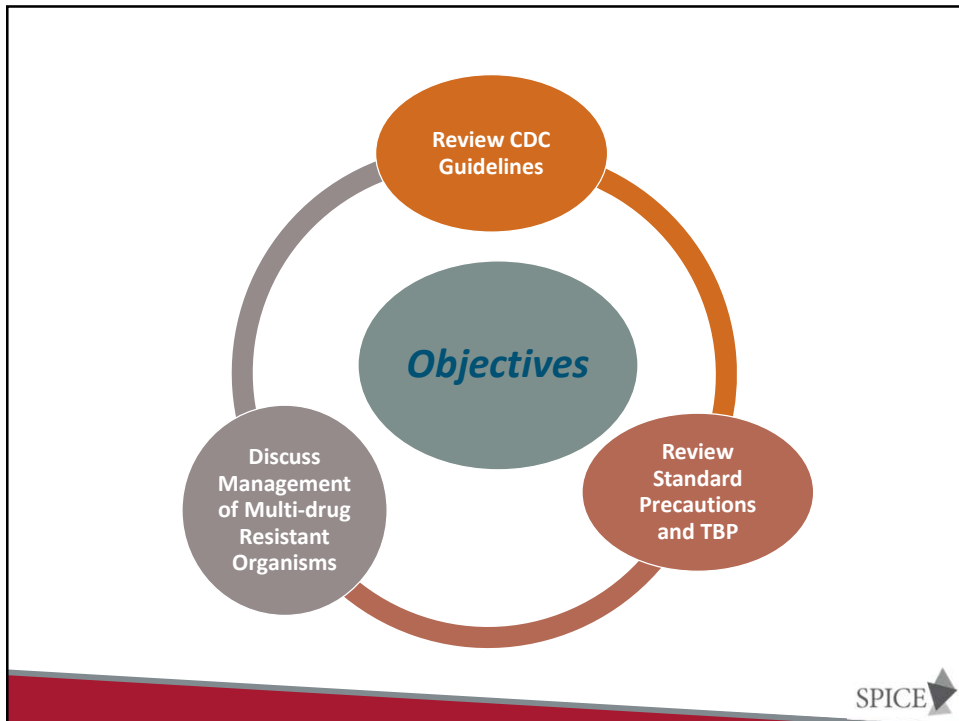 Review CDC
Guidelines
Objectives
Review
Standard
Precautions
and TBP
Discuss
Management
of Multi-drug
Resistant
Organisms
SPICE